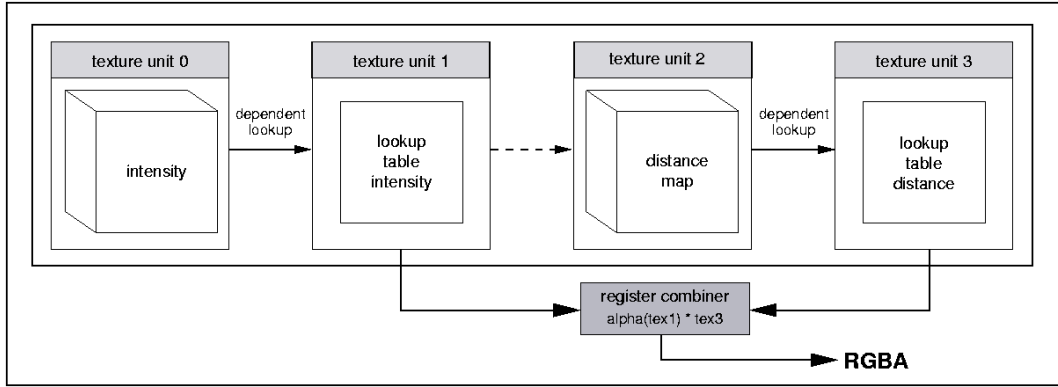 texture unit 0
texture unit 1
texture unit 2
texture unit 3
dependent
lookup
dependent
lookup
intensity
lookup
table
intensity
distance
map
lookup
table
distance
register combiner
alpha(tex1) * tex3
RGBA